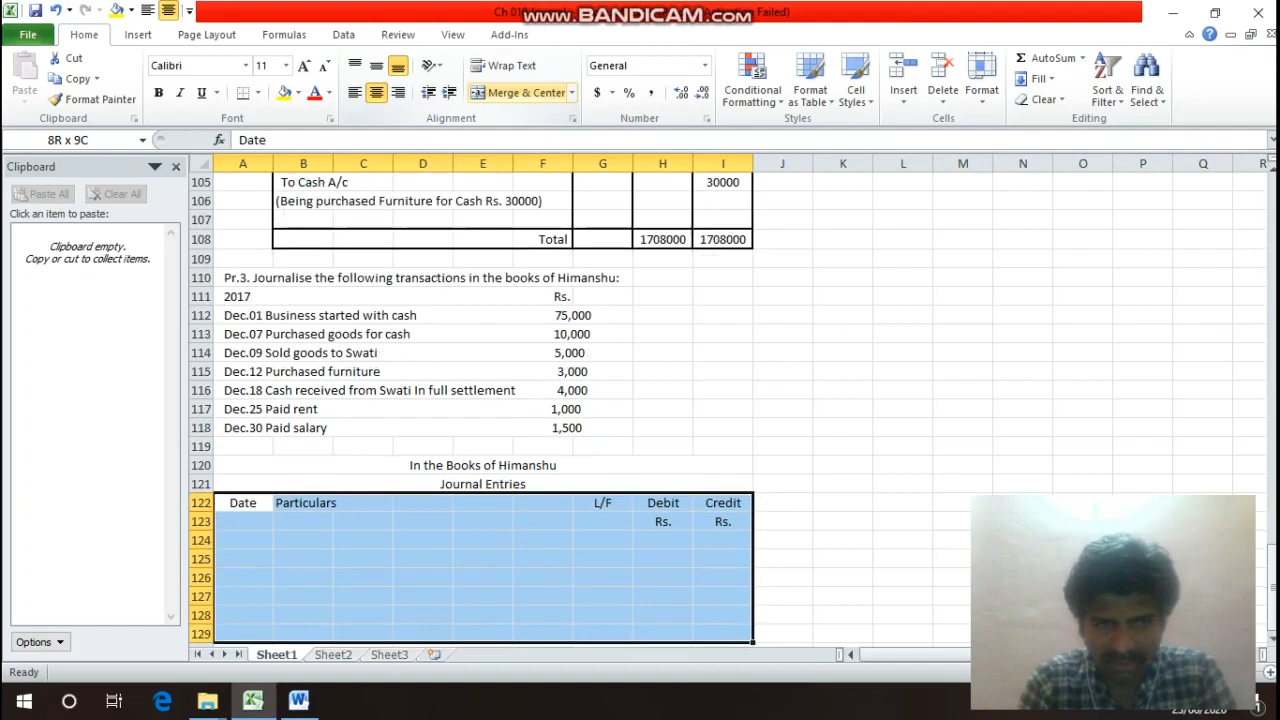 Ch 01
www.BANDICAM.com
Activation Failed)
File Home Insert Page Layout Formulas Data Review View Add-Ins
Paste
Cut
Copy
Format Painter
Clipboard
Calibri 11
B I U
Font
Wrap Text
Merge & Center
Alignment
General
$ % ,
Number
Conditional Formatting
Format as Table
Cell Styles
Styles
Insert Delete Format
Cells
Σ AutoSum
Fill
Clear
Sort & Filter
Find & Select
Editing
8R x 9C fx Date
Clipboard
Paste All Clear All
Click an item to paste:
Clipboard empty.
Copy or cut to collect items.
Options
A B C D E F G H I J K L M N O P Q R
105 To Cash A/c 30000
106 (Being purchased Furniture for Cash Rs. 30000)
107
108 Total 1708000 1708000
109
110 Pr.3. Journalise the following transactions in the books of Himanshu:
111 2017 Rs.
112 Dec.01 Business started with cash 75,000
113 Dec.07 Purchased goods for cash 10,000
114 Dec.09 Sold goods to Swati 5,000
115 Dec.12 Purchased furniture 3,000
116 Dec.18 Cash received from Swati In full settlement 4,000
117 Dec.25 Paid rent 1,000
118 Dec.30 Paid salary 1,500
119
120 In the Books of Himanshu
121 Journal Entries
122 Date Particulars L/F Debit Credit
123 Rs. Rs.
124
125
126
127
128
129
Sheet1 Sheet2 Sheet3
Ready